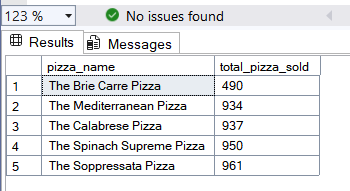 123 % No issues found
Results Messages
pizza_name total_pizza_sold
1 The Brie Carre Pizza 490
2 The Mediterranean Pizza 934
3 The Calabrese Pizza 937
4 The Spinach Supreme Pizza 950
5 The Soppressata Pizza 961